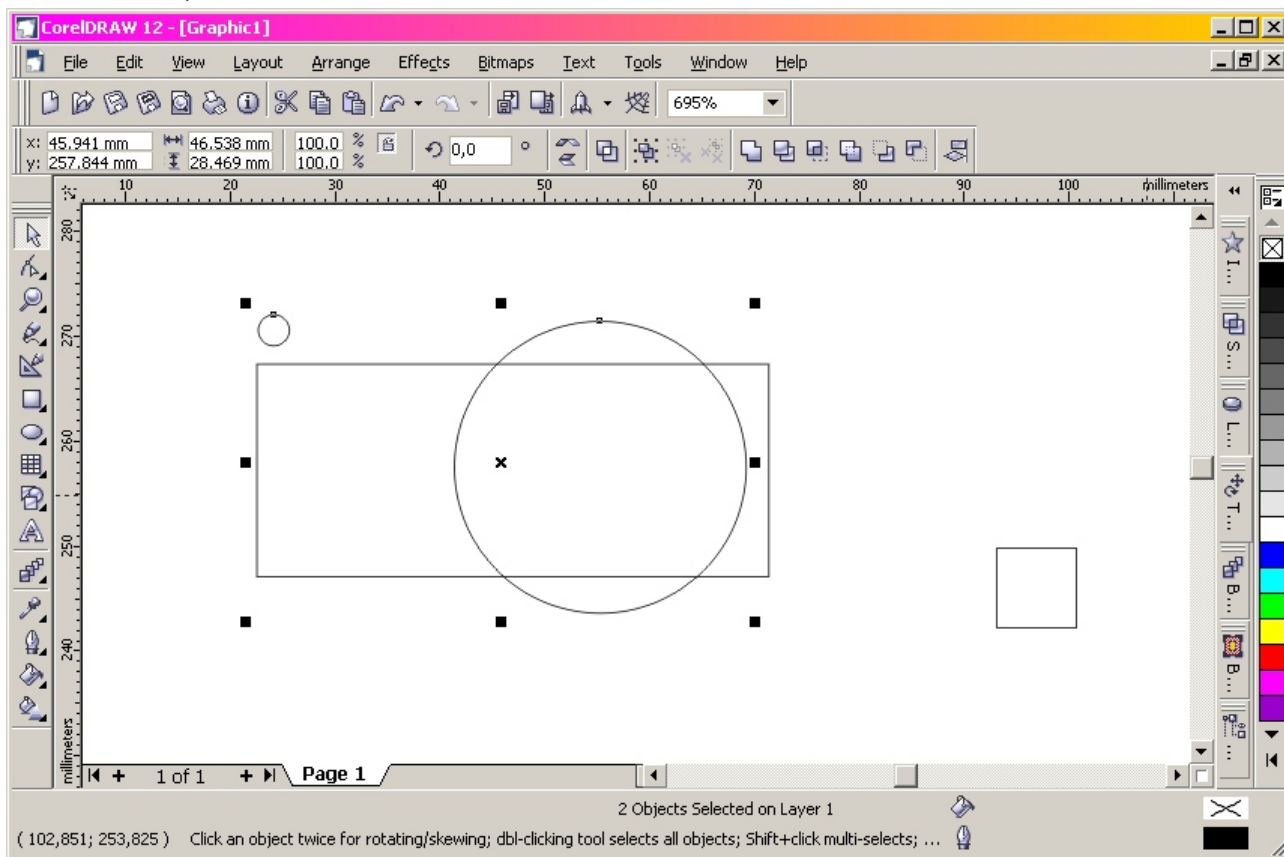 CorelDRAW 12 - [Graphic1]
File Edit View Layout Arrange Effects Bitmaps Text Tools Window Help
695%
x: 45.941 mm 46.538 mm 100.0 % 0,0 °
y: 257.844 mm 28.469 mm 100.0 %
10 20 30 40 50 60 70 80 90 100 millimeters
280
270
260
250
240
millimeters
I...
S...
L...
T...
B...
B...
...
1 of 1 Page 1
2 Objects Selected on Layer 1
( 102,851; 253,825 ) Click an object twice for rotating/skewing; dbl-clicking tool selects all objects; Shift+click multi-selects; ...